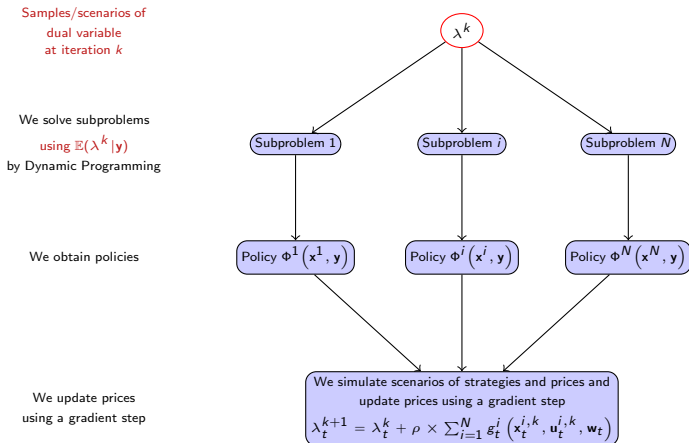 Samples/scenarios of
dual variable
at iteration k
λ^k
We solve subproblems
using 𝔼(λ^k|y)
by Dynamic Programming
Subproblem 1
Subproblem i
Subproblem N
We obtain policies
Policy Φ^1(x^1, y)
Policy Φ^i(x^i, y)
Policy Φ^N(x^N, y)
We update prices
using a gradient step
We simulate scenarios of strategies and prices and
update prices using a gradient step
λ_t^{k+1} = λ_t^k + ρ × ∑_{i=1}^N g_t^i(x_t^{i,k}, u_t^{i,k}, w_t)